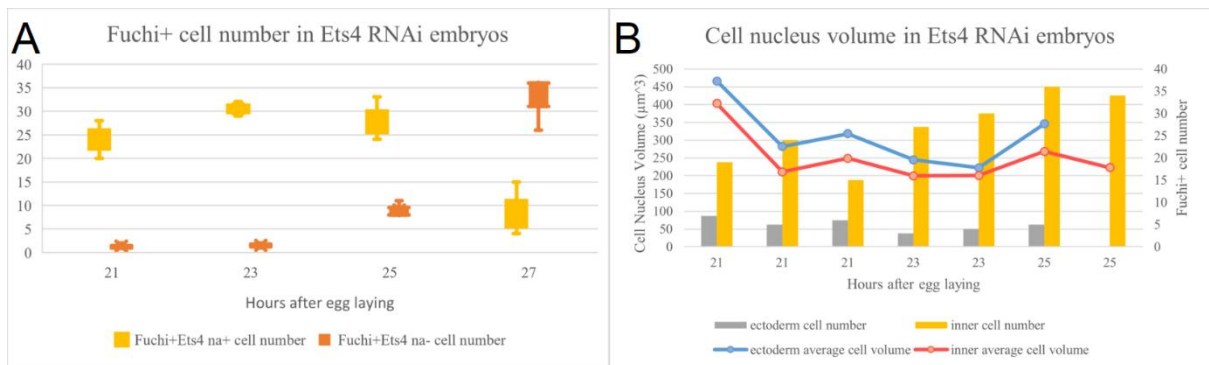 A
Fuchi+ cell number in Ets4 RNAi embryos
40
35
30
25
20
15
10
5
0
21 23 25 27
Hours after egg laying
Fuchi+Ets4 na+ cell number Fuchi+Ets4 na- cell number
B
Cell nucleus volume in Ets4 RNAi embryos
Cell Nucleus Volume (µm^3)
500
450
400
350
300
250
200
150
100
50
0
40
35
30
25
20
15
10
5
0
Fuchi+ cell number
21 21 21 23 23 25 25
Hours after egg laying
ectoderm cell number inner cell number
ectoderm average cell volume inner average cell volume